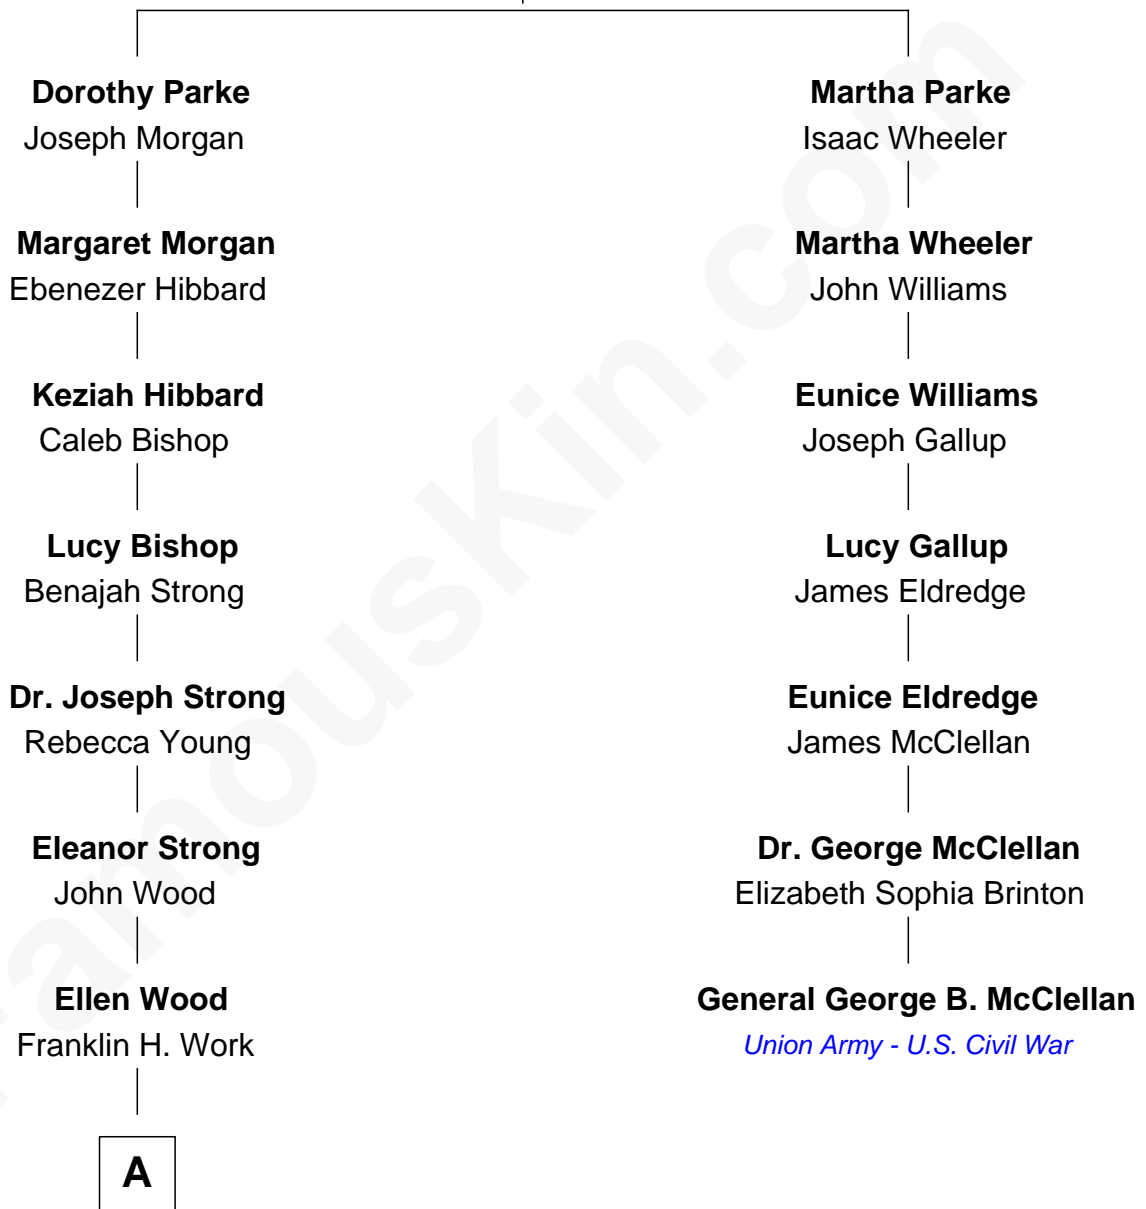 Dorothy Parke
Joseph Morgan
Martha Parke
Isaac Wheeler
Margaret Morgan
Ebenezer Hibbard
Martha Wheeler
John Williams
Keziah Hibbard
Caleb Bishop
Eunice Williams
Joseph Gallup
Lucy Bishop
Benajah Strong
Lucy Gallup
James Eldredge
Dr. Joseph Strong
Rebecca Young
Eunice Eldredge
James McClellan
Eleanor Strong
John Wood
Dr. George McClellan
Elizabeth Sophia Brinton
Ellen Wood
Franklin H. Work
General George B. McClellan
Union Army - U.S. Civil War
A
FamousKin.com